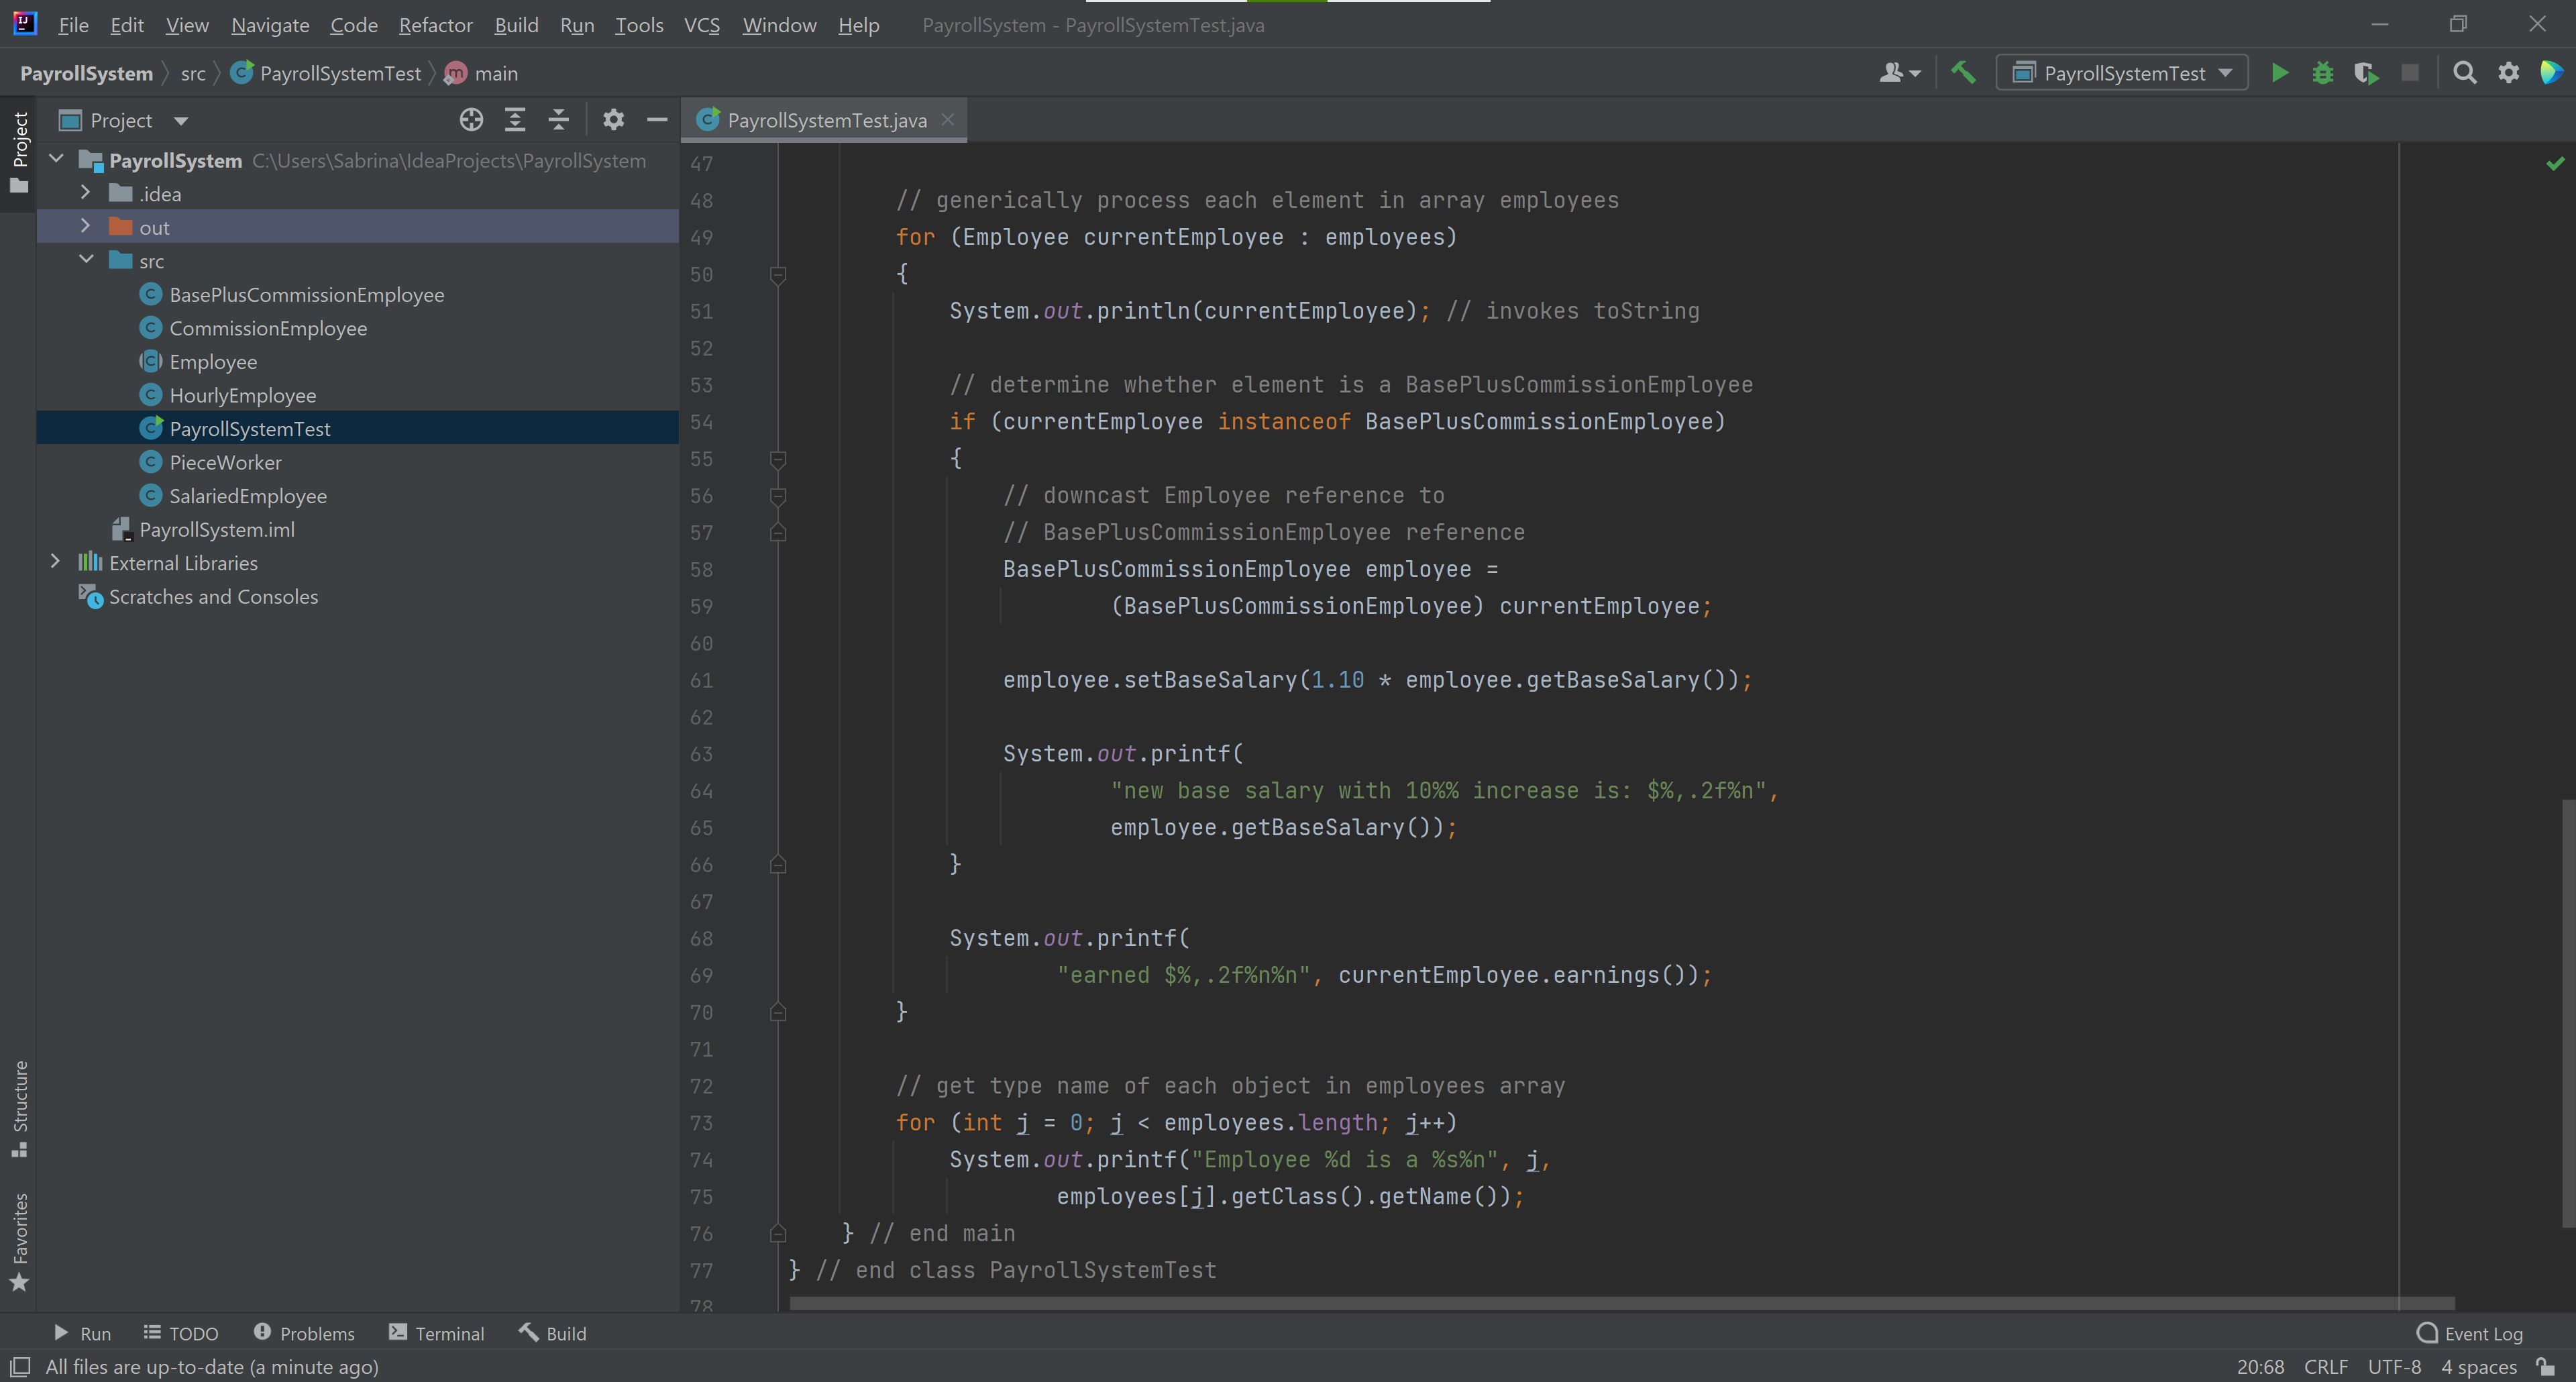 File Edit View Navigate Code Refactor Build Run Tools VCS Window Help PayrollSystem - PayrollSystemTest.java
PayrollSystem src PayrollSystemTest main PayrollSystemTest
Project
Project
PayrollSystem C:\Users\Sabrina\IdeaProjects\PayrollSystem
.idea
out
src
BasePlusCommissionEmployee
CommissionEmployee
Employee
HourlyEmployee
PayrollSystemTest
PieceWorker
SalariedEmployee
PayrollSystem.iml
External Libraries
Scratches and Consoles
Structure
Favorites
PayrollSystemTest.java
47
48 // generically process each element in array employees
49 for (Employee currentEmployee : employees)
50 {
51 System.out.println(currentEmployee); // invokes toString
52
53 // determine whether element is a BasePlusCommissionEmployee
54 if (currentEmployee instanceof BasePlusCommissionEmployee)
55 {
56 // downcast Employee reference to
57 // BasePlusCommissionEmployee reference
58 BasePlusCommissionEmployee employee =
59 (BasePlusCommissionEmployee) currentEmployee;
60
61 employee.setBaseSalary(1.10 * employee.getBaseSalary());
62
63 System.out.printf(
64 "new base salary with 10%% increase is: $%,.2f%n",
65 employee.getBaseSalary());
66 }
67
68 System.out.printf(
69 "earned $%,.2f%n%n", currentEmployee.earnings());
70 }
71
72 // get type name of each object in employees array
73 for (int j = 0; j < employees.length; j++)
74 System.out.printf("Employee %d is a %s%n", j,
75 employees[j].getClass().getName());
76 } // end main
77 } // end class PayrollSystemTest
78
Run TODO Problems Terminal Build Event Log
All files are up-to-date (a minute ago) 20:68 CRLF UTF-8 4 spaces